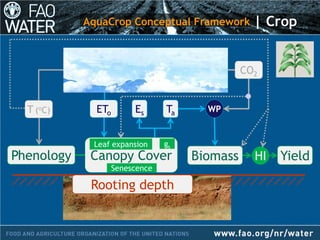 FAO
WATER
AquaCrop Conceptual Framework | Crop
CO2
T (°C)
ETo
Es
Ta
WP
Leaf expansion
gs
Phenology
Canopy Cover
Biomass
HI
Yield
Senescence
Rooting depth
FOOD AND AGRICULTURE ORGANIZATION OF THE UNITED NATIONS
www.fao.org/nr/water